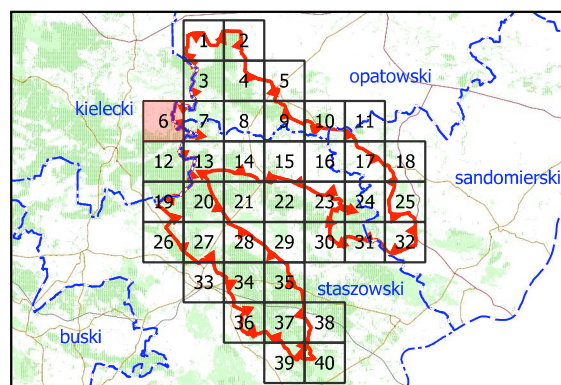 1 2
3 4 5 opatowski
kielecki 6 7 8 9 10 11
12 13 14 15 16 17 18
sandomierski
19 20 21 22 23 24 25
26 27 28 29 30 31 32
33 34 35 staszowski
buski 36 37 38
39 40